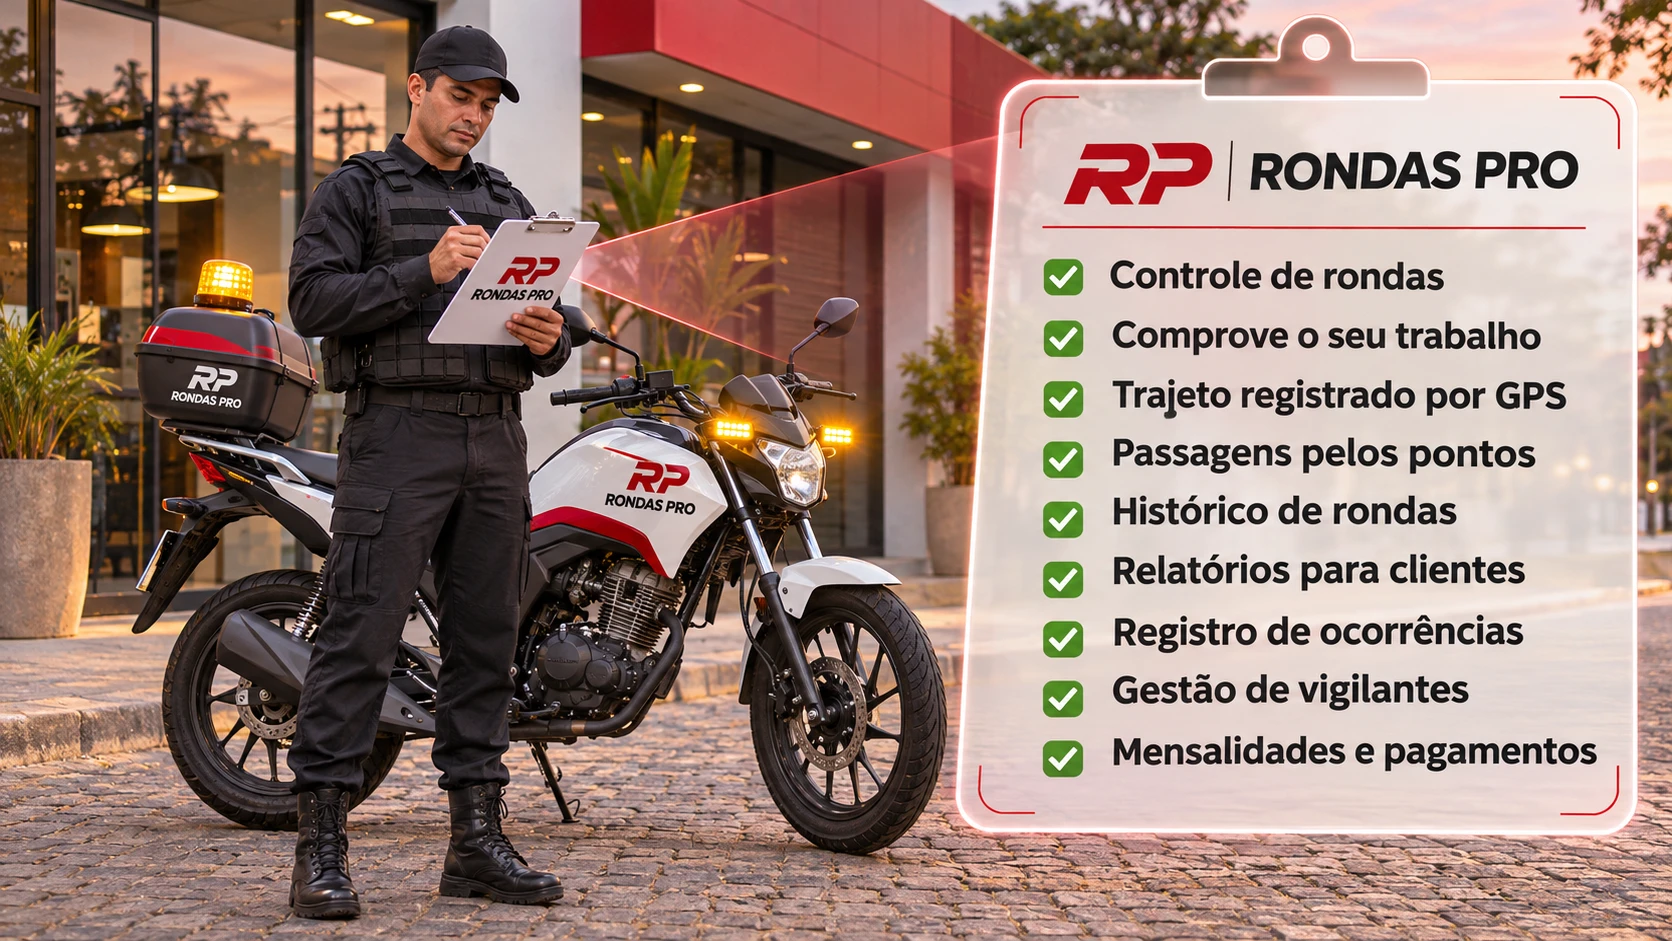 RP
RONDAS PRO
RP
RONDAS PRO
RP
RONDAS PRO
RP | RONDAS PRO
Controle de rondas
Comprove o seu trabalho
Trajeto registrado por GPS
Passagens pelos pontos
Histórico de rondas
Relatórios para clientes
Registro de ocorrências
Gestão de vigilantes
Mensalidades e pagamentos